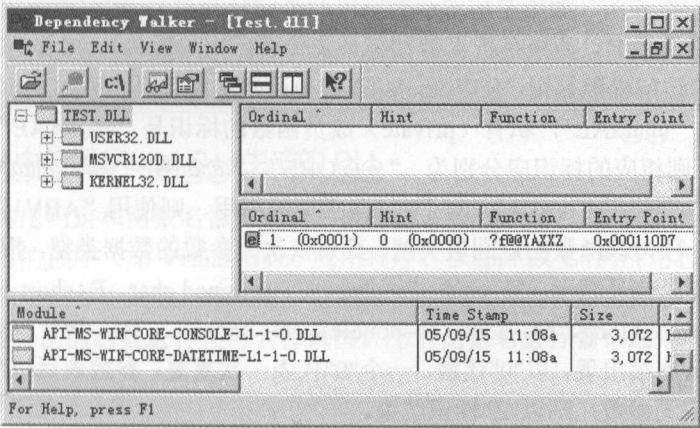 Dependency Walker - [Test.dll]
File Edit View Window Help
c:\
TEST.DLL
USER32.DLL
MSVCR120D.DLL
KERNEL32.DLL
Ordinal ^ Hint Function Entry Point
Ordinal ^ Hint Function Entry Point
1 (0x0001) 0 (0x0000) ?f@@YAXXZ 0x000110D7
Module ^ Time Stamp Size
API-MS-WIN-CORE-CONSOLE-L1-1-0.DLL 05/09/15 11:08a 3,072
API-MS-WIN-CORE-DATETIME-L1-1-0.DLL 05/09/15 11:08a 3,072
For Help, press F1